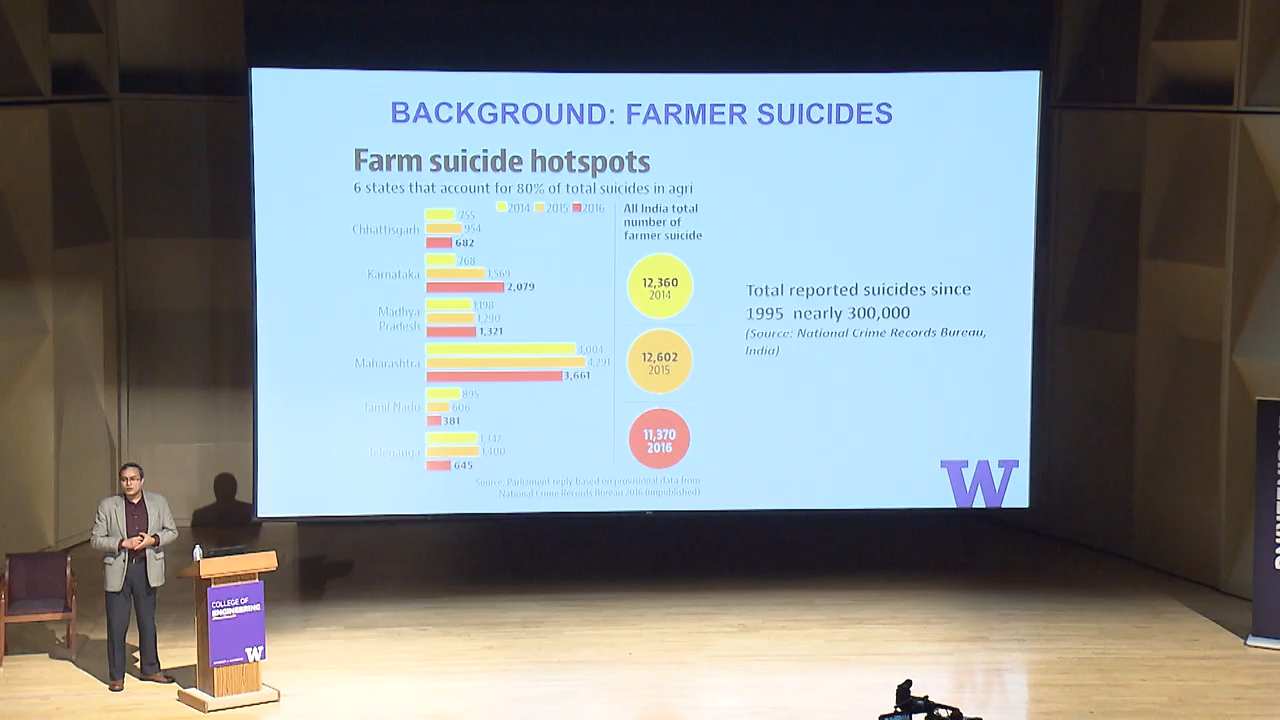 BACKGROUND: FARMER SUICIDES
Farm suicide hotspots
6 states that account for 80% of total suicides in agri
2014 2015 2016
Chhattisgarh
755
954
682
Karnataka
768
1,569
2,079
Madhya
Pradesh
1,198
1,290
1,321
Maharashtra
4,004
4,291
3,661
Tamil Nadu
895
606
381
Telegana
1,347
1,400
645
Source: Parliament reply based on provisional data from
National Crime Records Bureau 2016 (unpublished)
All India total
number of
farmer suicide
12,360
2014
12,602
2015
11,370
2016
Total reported suicides since
1995 nearly 300,000
(Source: National Crime Records Bureau,
India)
W
COLLEGE OF
ENGINEERING
W